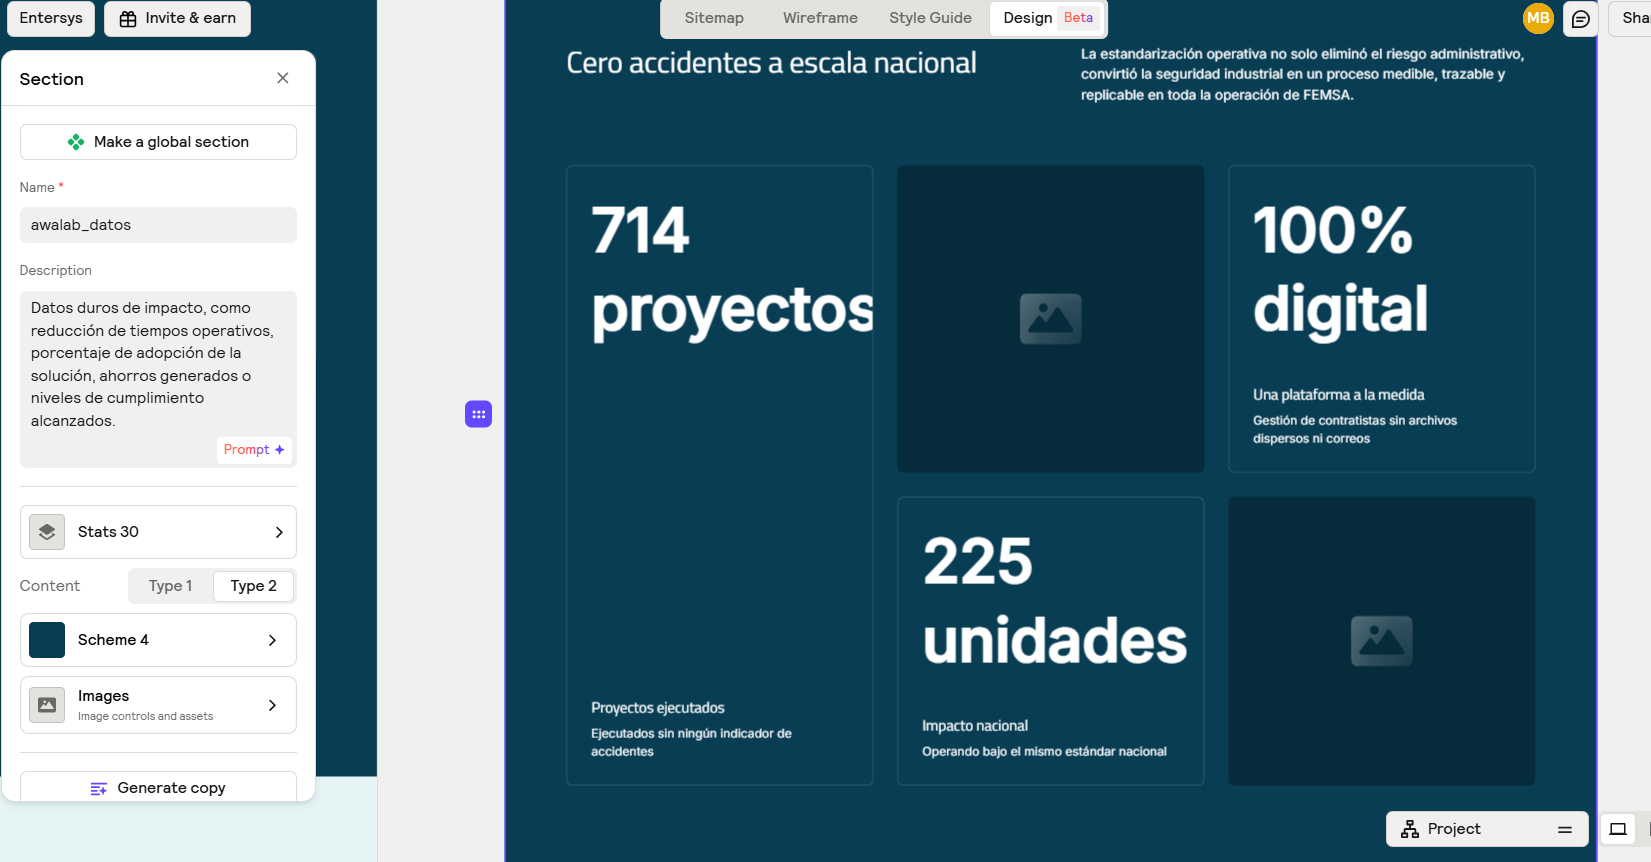 Entersys
Invite & earn
Sitemap
Wireframe
Style Guide
Design
Beta
MB
Section
Make a global section
Name *
awalab_datos
Description
Datos duros de impacto, como
reducción de tiempos operativos,
porcentaje de adopción de la
solución, ahorros generados o
niveles de cumplimiento
alcanzados.
Prompt
Stats 30
Content
Type 1
Type 2
Scheme 4
Images
Image controls and assets
Generate copy
Cero accidentes a escala nacional
La estandarización operativa no solo eliminó el riesgo administrativo,
convirtió la seguridad industrial en un proceso medible, trazable y
replicable en toda la operación de FEMSA.
714
proyectos
Proyectos ejecutados
Ejecutados sin ningún indicador de
accidentes
100%
digital
Una plataforma a la medida
Gestión de contratistas sin archivos
dispersos ni correos
225
unidades
Impacto nacional
Operando bajo el mismo estándar nacional
Project